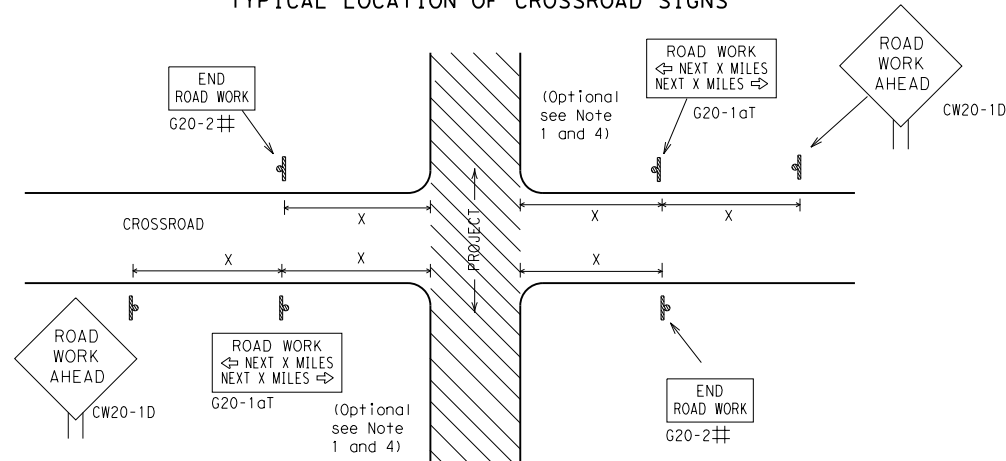 TYPICAL LOCATION OF CROSSROAD SIGNS
END
ROAD WORK
G20-2#
(Optional
see Note
1 and 4)
ROAD WORK
⇦ NEXT X MILES
NEXT X MILES ⇨
G20-1aT
ROAD
WORK
AHEAD
CW20-1D
CROSSROAD
X
X
X
PROJECT
X
X
X
ROAD
WORK
AHEAD
CW20-1D
ROAD WORK
⇦ NEXT X MILES
NEXT X MILES ⇨
G20-1aT
(Optional
see Note
1 and 4)
END
ROAD WORK
G20-2#